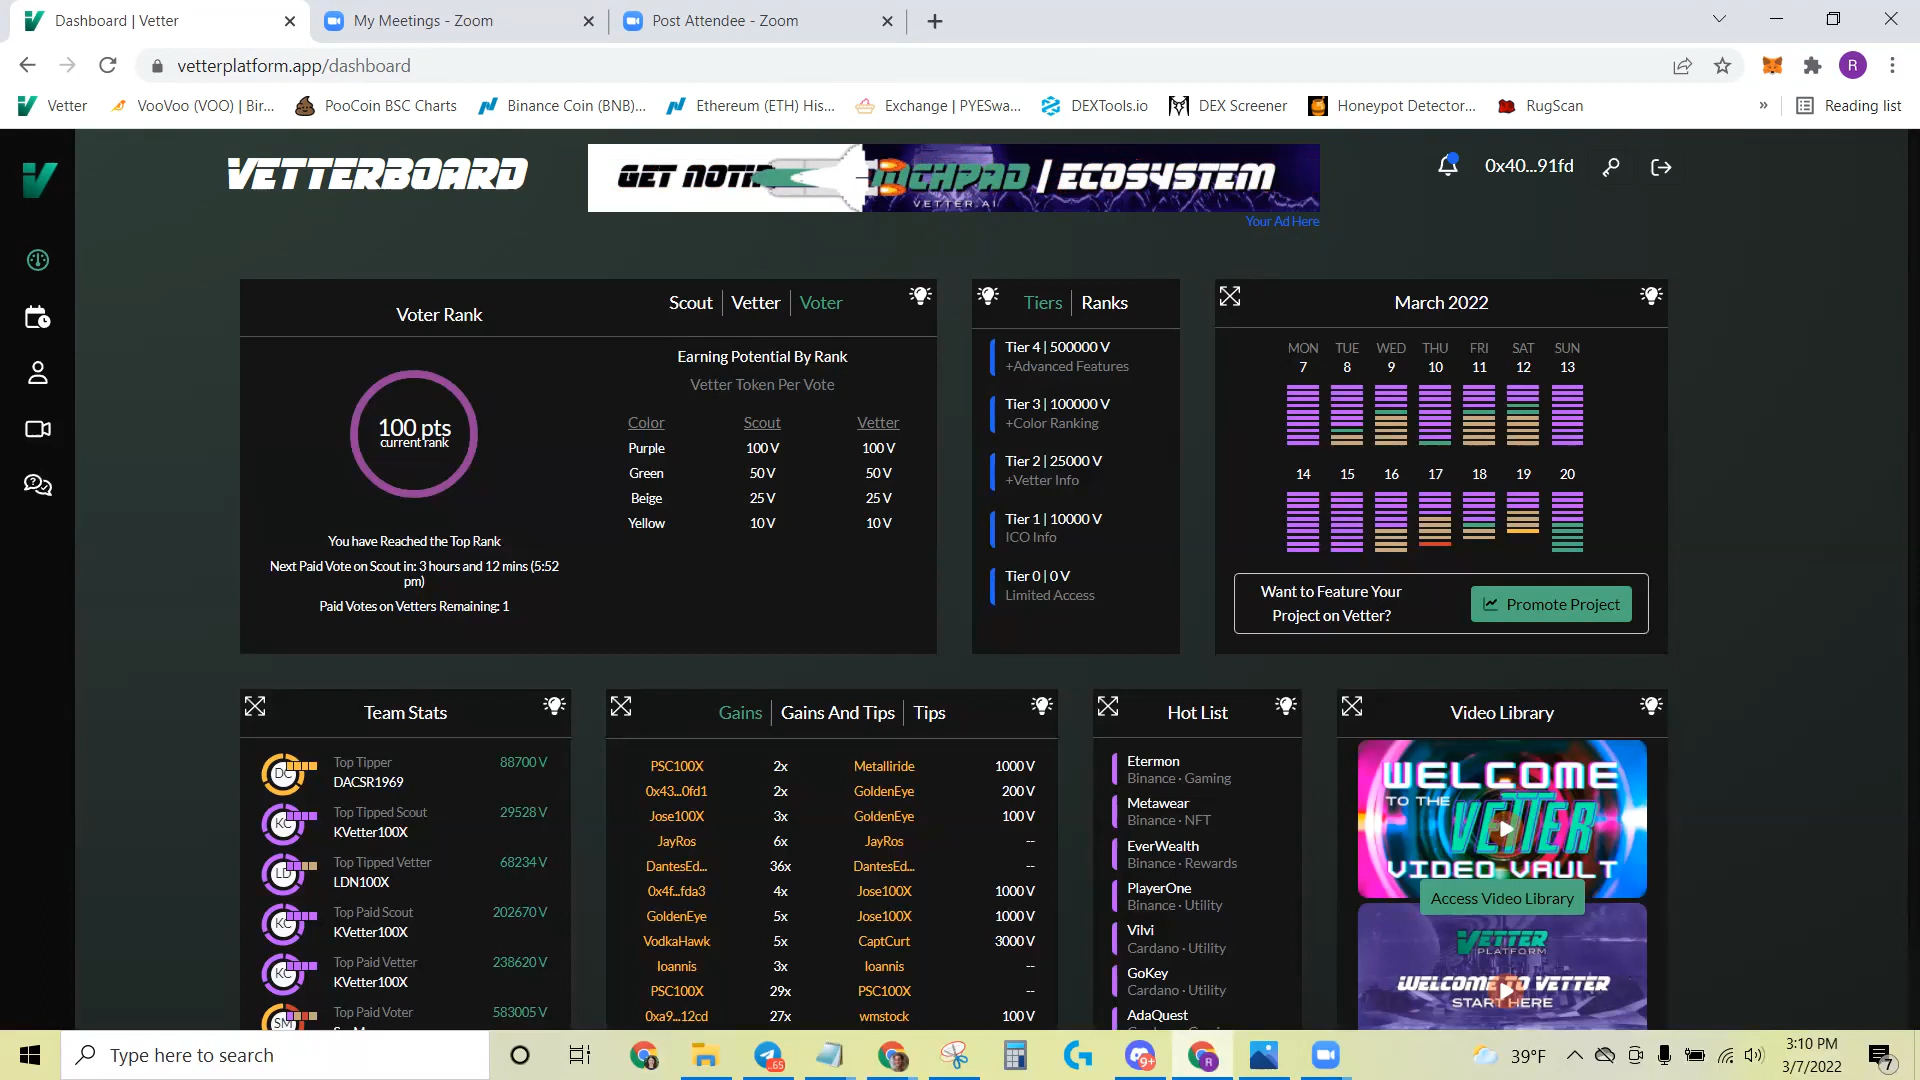 Dashboard | Vetter
My Meetings - Zoom
Post Attendee - Zoom
vetterplatform.app/dashboard
R
Vetter
VooVoo (VOO) | Bir...
PooCoin BSC Charts
Binance Coin (BNB)...
Ethereum (ETH) His...
Exchange | PYESwa...
DEXTools.io
DEX Screener
Honeypot Detector...
RugScan
»
Reading list
VETTERBOARD
GET NOTI
NCHPAD | ECOSYSTEM
VETTER.AI
Your Ad Here
0x40...91fd
Voter Rank
Scout | Vetter | Voter
100 pts
current rank
You have Reached the Top Rank
Next Paid Vote on Scout in: 3 hours and 12 mins (5:52
pm)
Paid Votes on Vetters Remaining: 1
Earning Potential By Rank
Vetter Token Per Vote
Color Scout Vetter
Purple 100 V 100 V
Green 50 V 50 V
Beige 25 V 25 V
Yellow 10 V 10 V
Tiers | Ranks
Tier 4 | 500000 V
+Advanced Features
Tier 3 | 100000 V
+Color Ranking
Tier 2 | 25000 V
+Vetter Info
Tier 1 | 10000 V
ICO Info
Tier 0 | 0 V
Limited Access
March 2022
MON TUE WED THU FRI SAT SUN
7 8 9 10 11 12 13
14 15 16 17 18 19 20
Want to Feature Your
Project on Vetter?
Promote Project
Team Stats
DC
Top Tipper 88700 V
DACSR1969
KC
Top Tipped Scout 29528 V
KVetter100X
LD
Top Tipped Vetter 68234 V
LDN100X
KC
Top Paid Scout 202670 V
KVetter100X
KC
Top Paid Vetter 238620 V
KVetter100X
SM
Top Paid Voter 583005 V
Gains | Gains And Tips | Tips
PSC100X 2x Metalliride 1000 V
0x43...0fd1 2x GoldenEye 200 V
Jose100X 3x GoldenEye 100 V
JayRos 6x JayRos --
DantesEd... 36x DantesEd... --
0x4f...fda3 4x Jose100X 1000 V
GoldenEye 5x Jose100X 1000 V
VodkaHawk 5x CaptCurt 3000 V
Ioannis 3x Ioannis --
PSC100X 29x PSC100X --
0xa9...12cd 27x wmstock 100 V
Hot List
Etermon
Binance · Gaming
Metawear
Binance · NFT
EverWealth
Binance · Rewards
PlayerOne
Binance · Utility
Vilvi
Cardano · Utility
GoKey
Cardano · Utility
AdaQuest
Video Library
WELCOME
TO THE
VETTER
VIDEO VAULT
Access Video Library
VETTER
PLATFORM
WELCOME TO VETTER
START HERE
Type here to search
65
9+
R
39°F
3:10 PM
3/7/2022
7